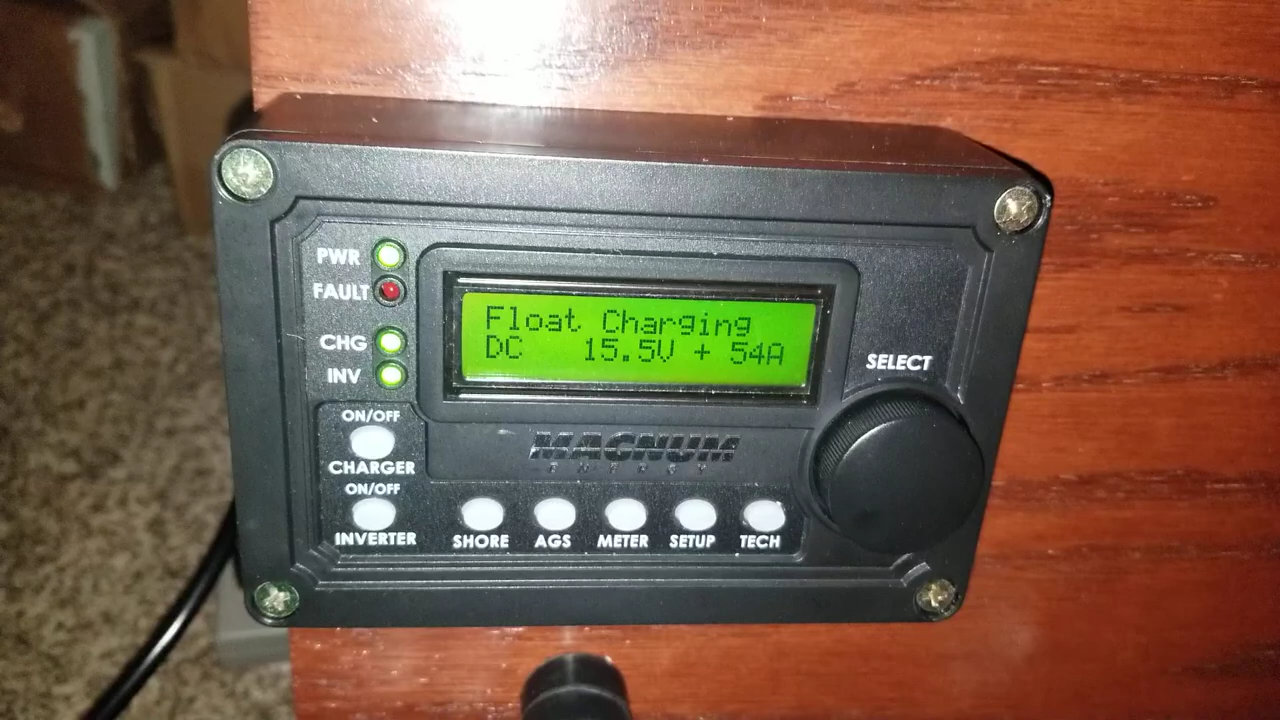 PWR
FAULT
CHG
INV
Float Charging
DC 15.5V + 54A
SELECT
ON/OFF
CHARGER
ON/OFF
INVERTER
MAGNUM
ENERGY
SHORE AGS METER SETUP TECH